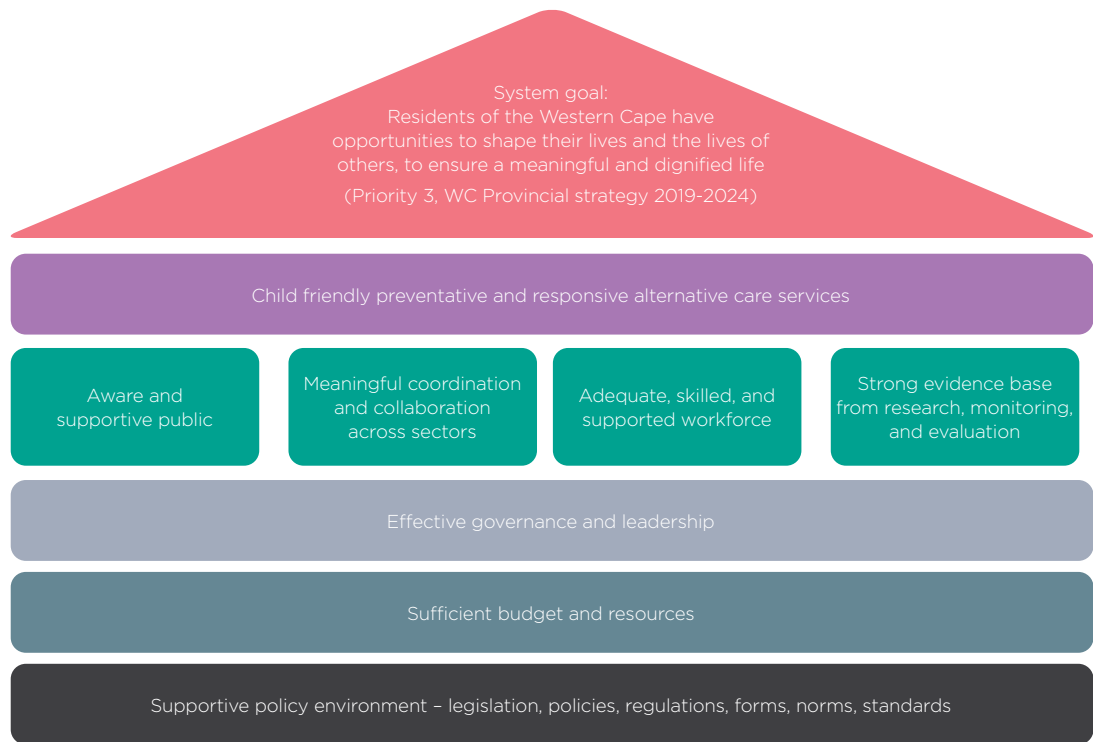 System goal:
Residents of the Western Cape have
opportunities to shape their lives and the lives of
others, to ensure a meaningful and dignified life
(Priority 3, WC Provincial strategy 2019-2024)
Child friendly preventative and responsive alternative care services
Aware and
supportive public
Meaningful coordination
and collaboration
across sectors
Adequate, skilled, and
supported workforce
Strong evidence base
from research, monitoring,
and evaluation
Effective governance and leadership
Sufficient budget and resources
Supportive policy environment – legislation, policies, regulations, forms, norms, standards